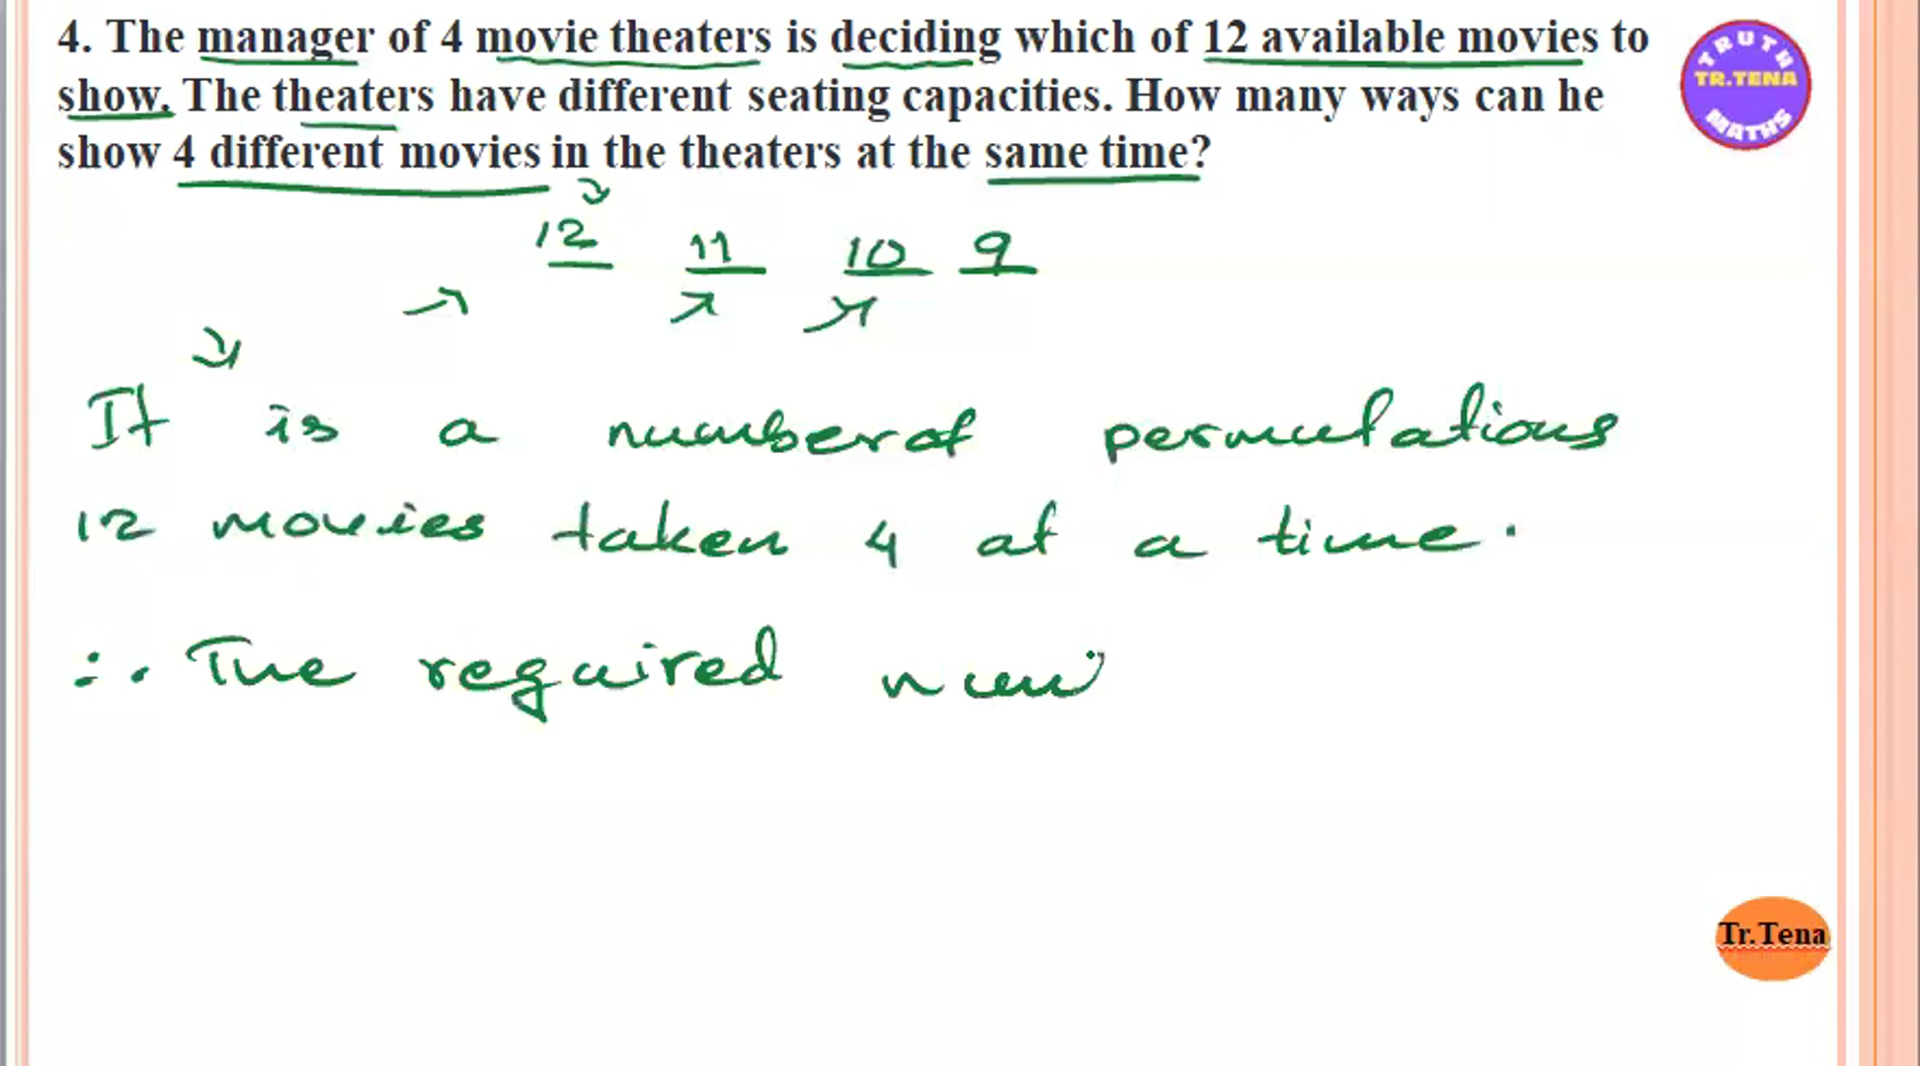 4. The manager of 4 movie theaters is deciding which of 12 available movies to
show. The theaters have different seating capacities. How many ways can he
show 4 different movies in the theaters at the same time?
TRUTH
TR.TENA
MATHS
12 11 10 9
It is a number of permutations
12 movies taken 4 at a time.
∴ The required num
Tr.Tena